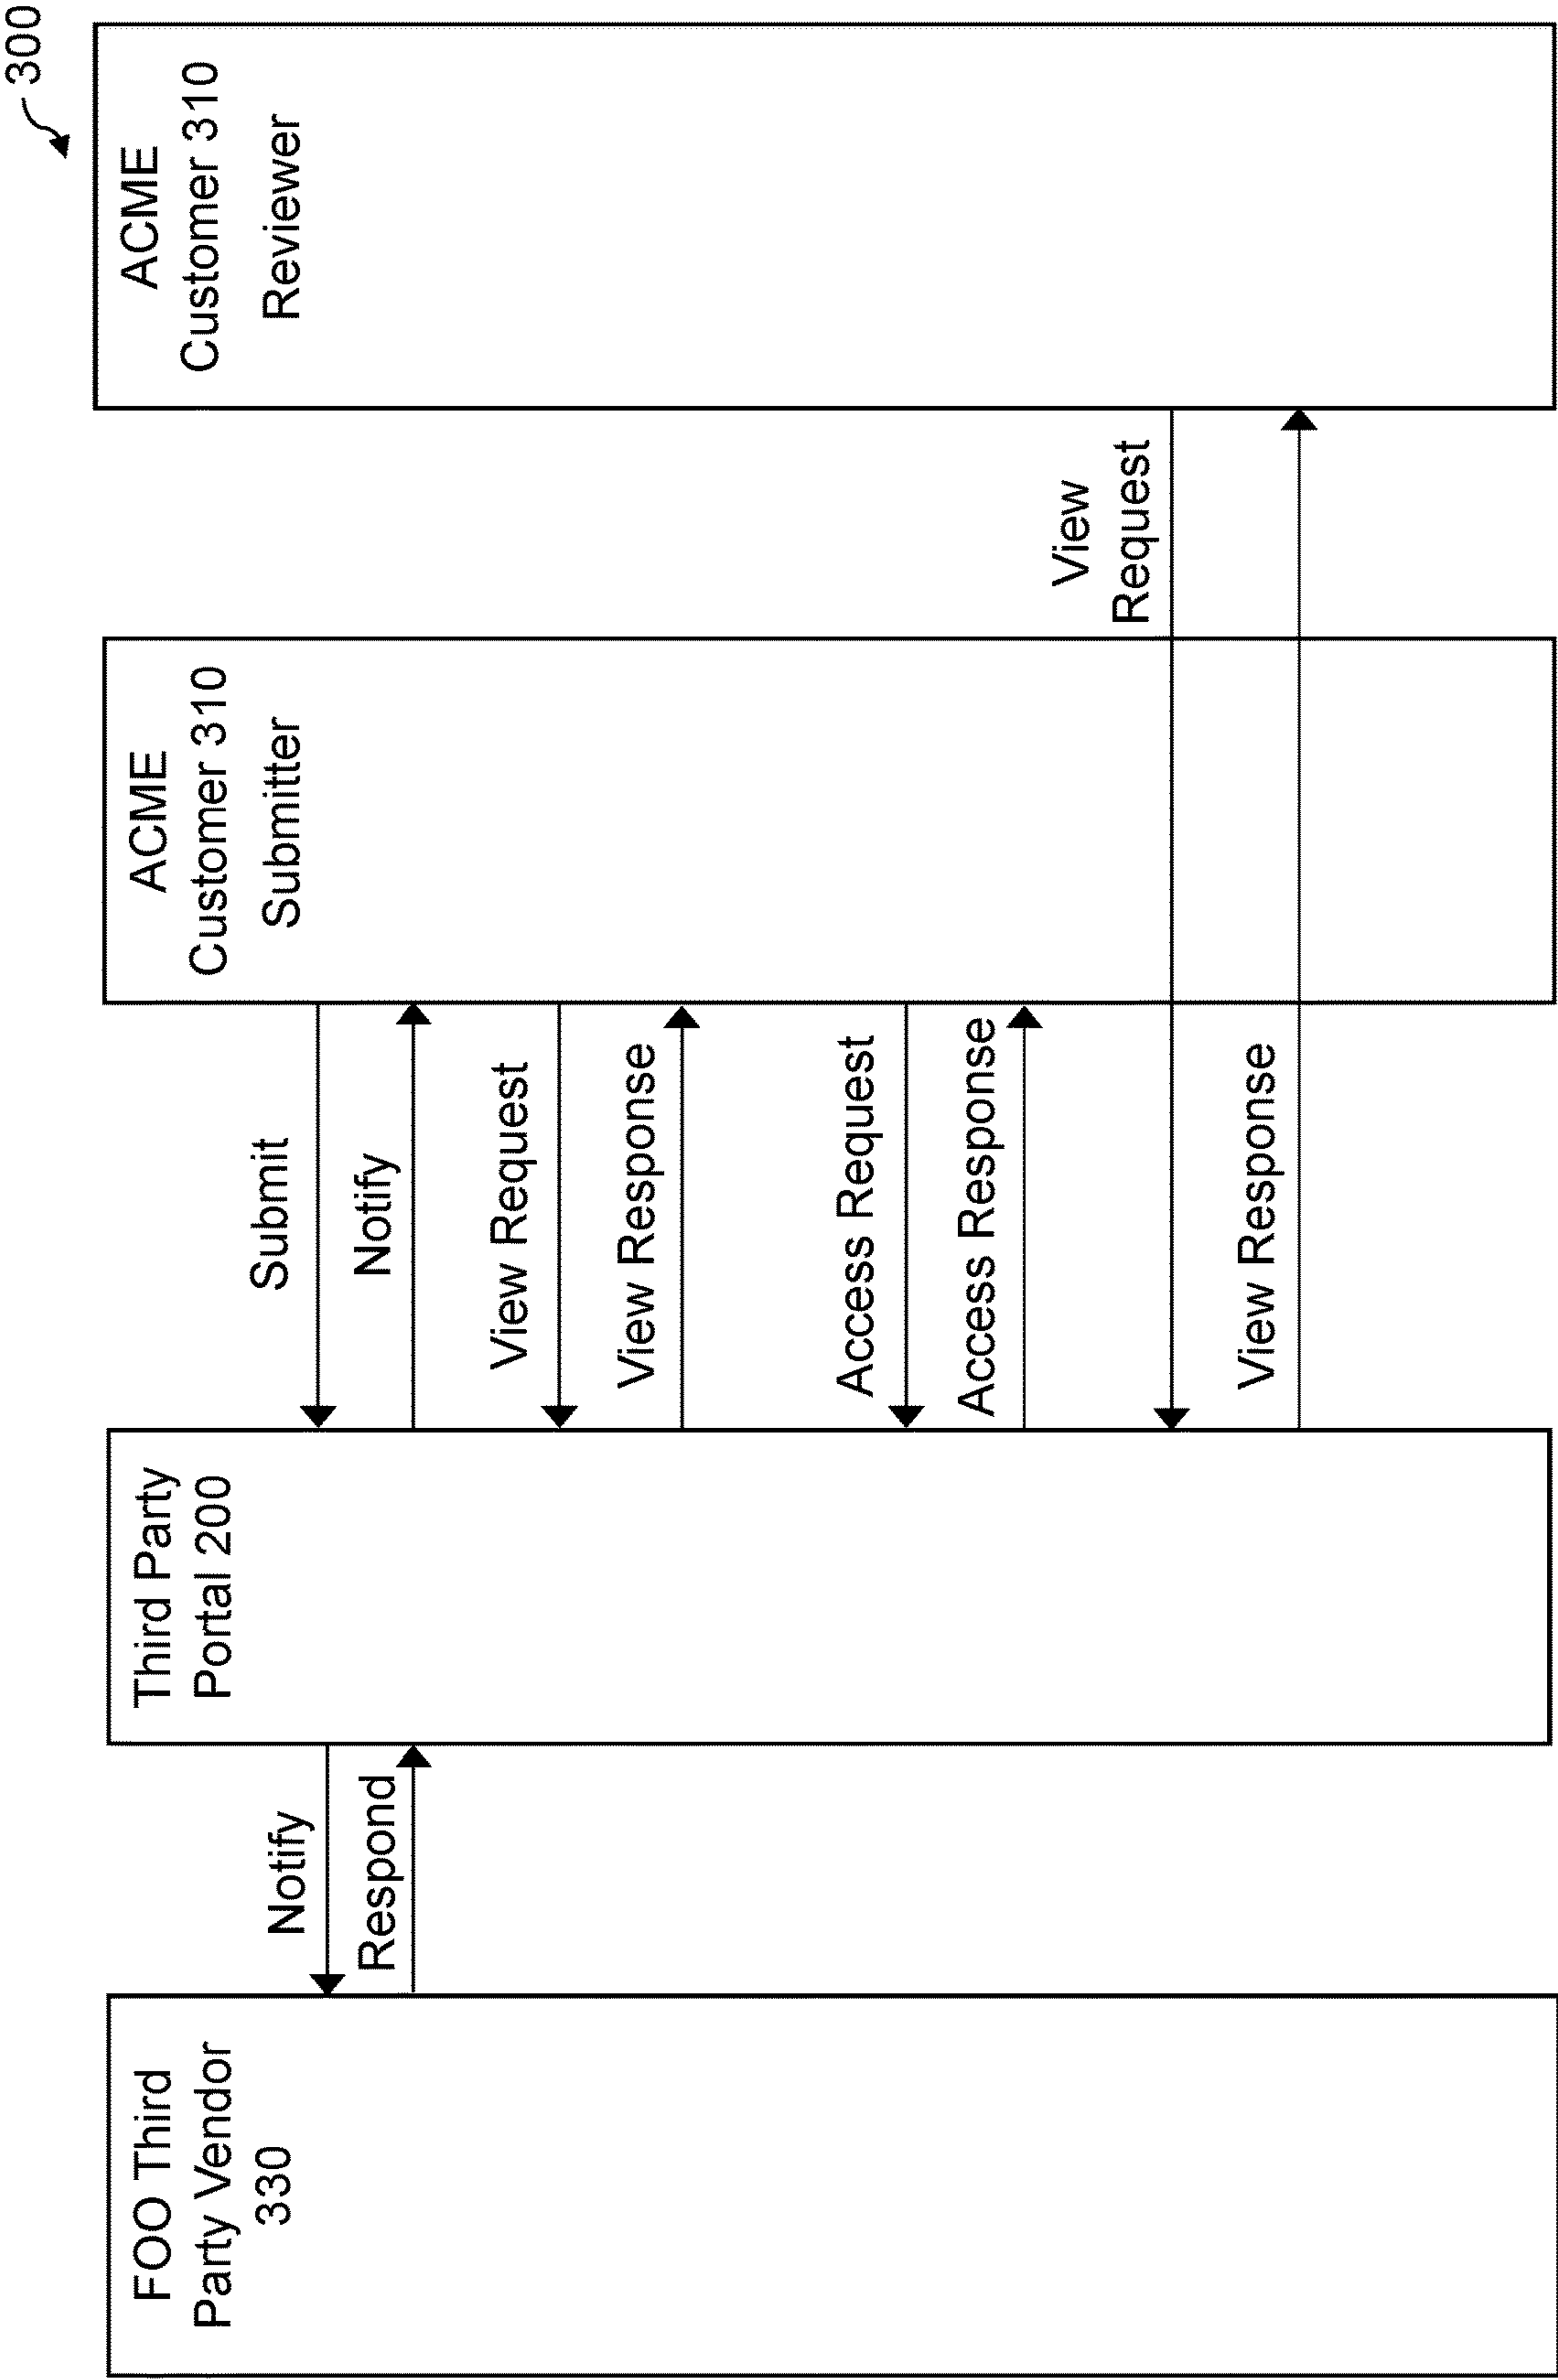 300
FOO Third
Party Vendor
330
Third Party
Portal 200
ACME
Customer 310
Submitter
ACME
Customer 310
Reviewer
Notify
Respond
Submit
Notify
View Request
View Response
Access Request
Access Response
View
Request
View Response